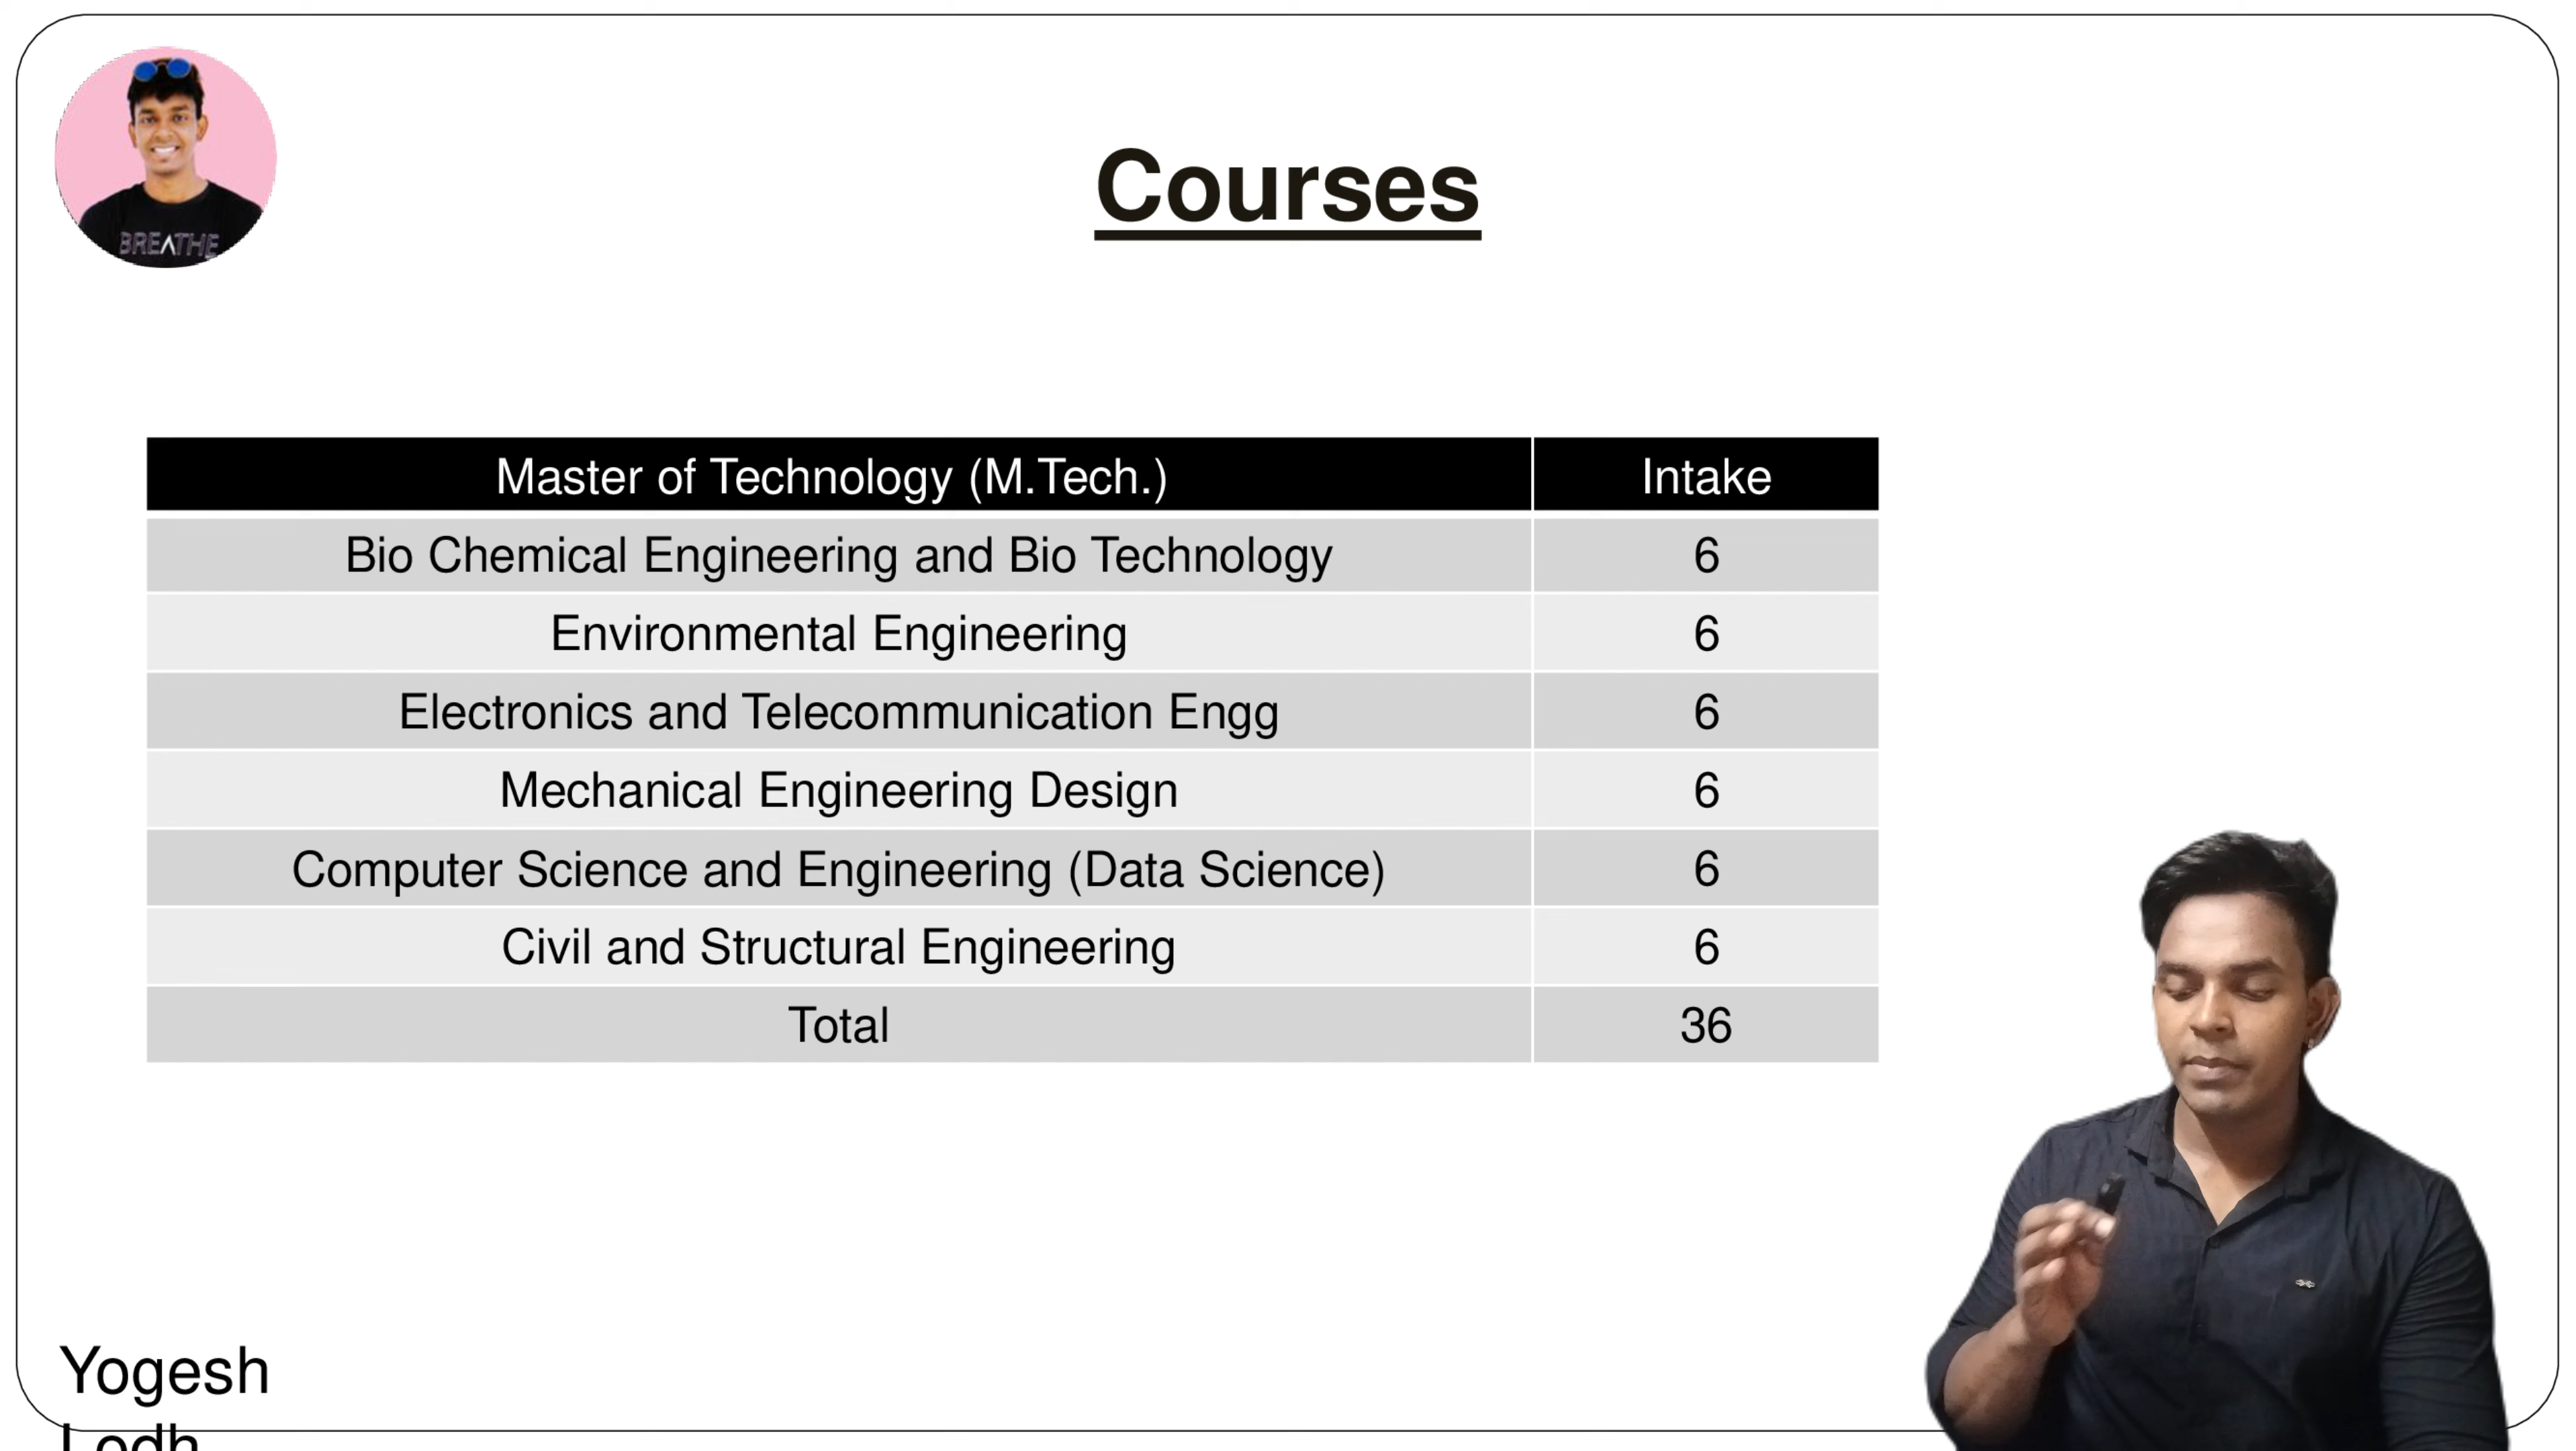 BREATHE
Courses
Master of Technology (M.Tech.) Intake
Bio Chemical Engineering and Bio Technology 6
Environmental Engineering 6
Electronics and Telecommunication Engg 6
Mechanical Engineering Design 6
Computer Science and Engineering (Data Science) 6
Civil and Structural Engineering 6
Total 36
Yogesh
Lodh